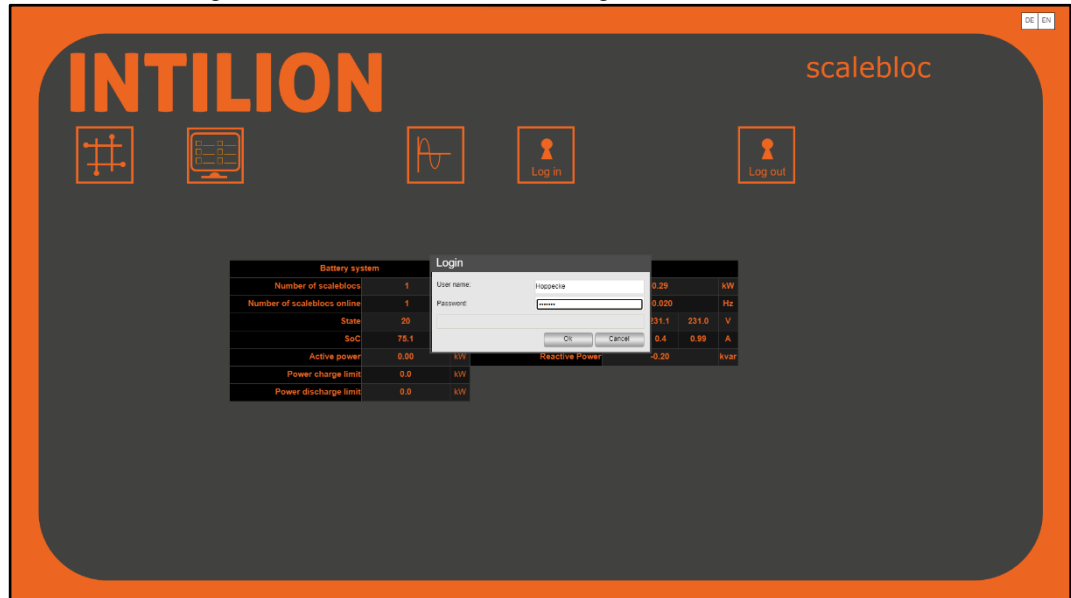 DE EN
INTILION
scalebloc
Log in
Log out
Battery system
Number of scaleblocs 1
Number of scaleblocs online 1
State 20
SoC 75.1
Active power 0.00 kW
Power charge limit 0.0 kW
Power discharge limit 0.0 kW
Login
User name: Hoppecke
Password: •••••••
Ok Cancel
0.29 kW
0.020 Hz
231.1 231.0 V
0.4 0.99 A
Reactive Power -0.20 kvar